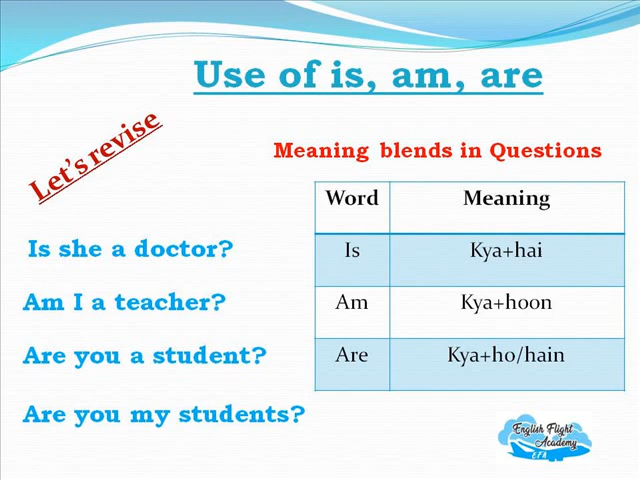 Use of is, am, are
Let's revise
Meaning blends in Questions
Word Meaning
Is Kya+hai
Am Kya+hoon
Are Kya+ho/hain
Is she a doctor?
Am I a teacher?
Are you a student?
Are you my students?
English Flight
Academy
E.F.A